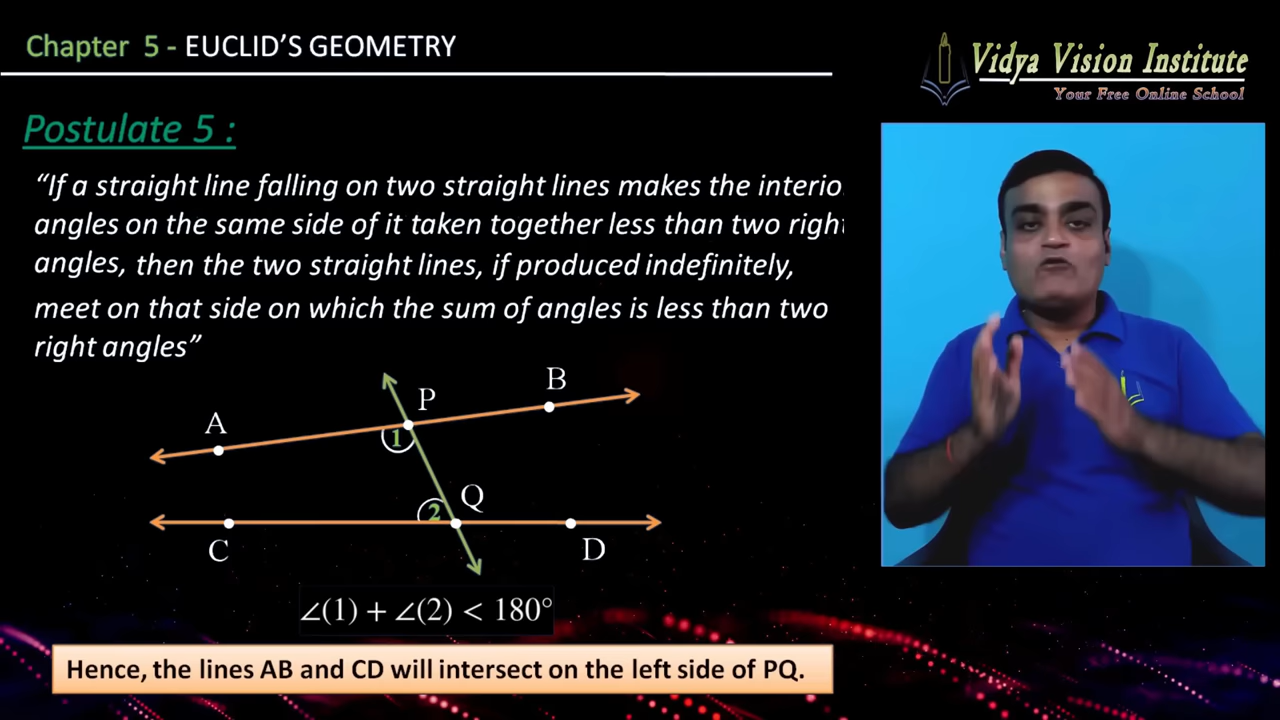 Chapter 5 - EUCLID'S GEOMETRY
Vidya Vision Institute
Your Free Online School
Postulate 5 :
“If a straight line falling on two straight lines makes the interio
angles on the same side of it taken together less than two right
angles, then the two straight lines, if produced indefinitely,
meet on that side on which the sum of angles is less than two
right angles”
B
P
A
1
Q
2
C
D
∠(1) + ∠(2) < 180°
Hence, the lines AB and CD will intersect on the left side of PQ.